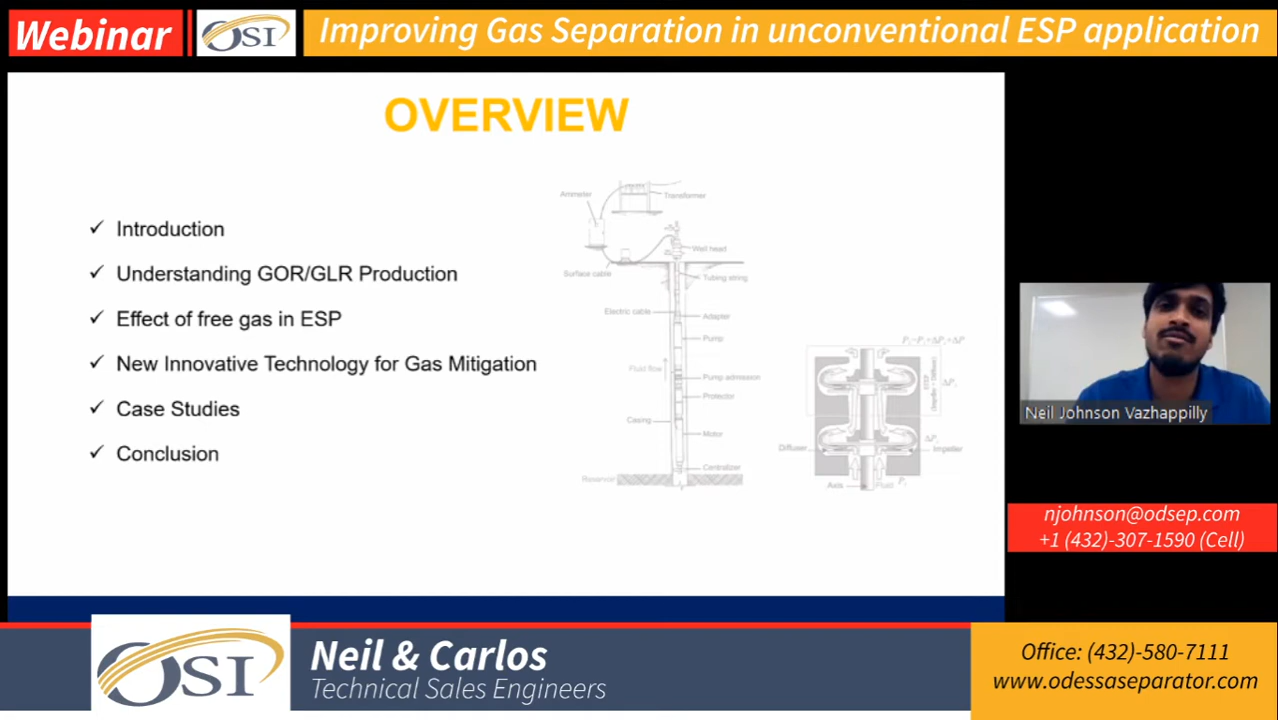 Webinar
OSI
Improving Gas Separation in unconventional ESP application
OVERVIEW
✓ Introduction
✓ Understanding GOR/GLR Production
✓ Effect of free gas in ESP
✓ New Innovative Technology for Gas Mitigation
✓ Case Studies
✓ Conclusion
Ammeter
Transformer
Well head
Surface cable
Tubing string
Electric cable
Adapter
Pump
Fluid flow
Pump admission
Protector
Casing
Motor
Centralizer
Reservoir
Diffuser
Impeller
Axis
Fluid
Neil Johnson Vazhappilly
njohnson@odsep.com
+1 (432)-307-1590 (Cell)
OSI
Neil & Carlos
Technical Sales Engineers
Office: (432)-580-7111
www.odessaseparator.com